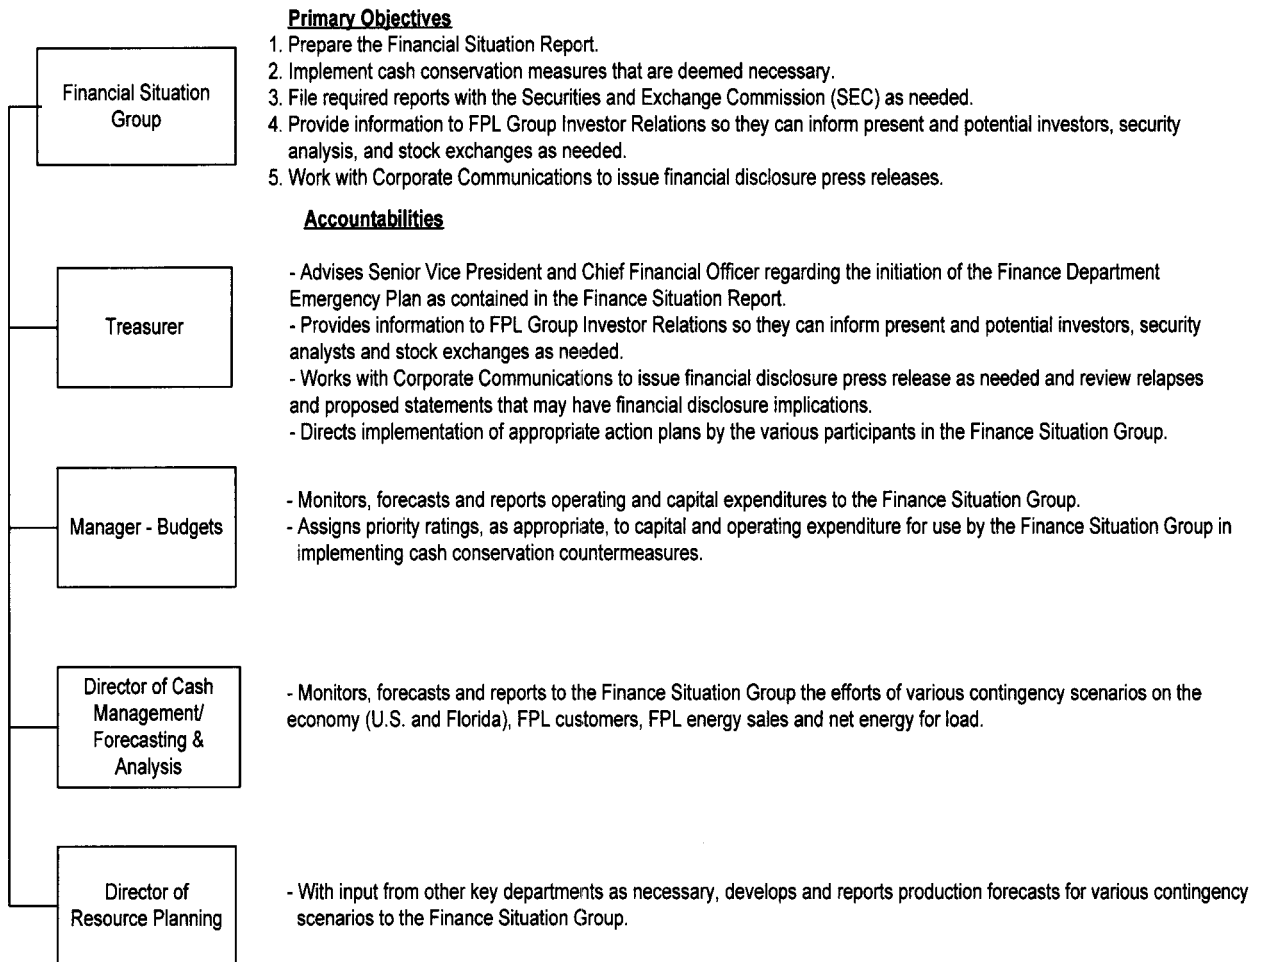 Primary Objectives
1. Prepare the Financial Situation Report.
2. Implement cash conservation measures that are deemed necessary.
3. File required reports with the Securities and Exchange Commission (SEC) as needed.
4. Provide information to FPL Group Investor Relations so they can inform present and potential investors, security
analysis, and stock exchanges as needed.
5. Work with Corporate Communications to issue financial disclosure press releases.
Financial Situation
Group
Accountabilities
Treasurer
- Advises Senior Vice President and Chief Financial Officer regarding the initiation of the Finance Department
Emergency Plan as contained in the Finance Situation Report.
- Provides information to FPL Group Investor Relations so they can inform present and potential investors, security
analysts and stock exchanges as needed.
- Works with Corporate Communications to issue financial disclosure press release as needed and review relapses
and proposed statements that may have financial disclosure implications.
- Directs implementation of appropriate action plans by the various participants in the Finance Situation Group.
Manager - Budgets
- Monitors, forecasts and reports operating and capital expenditures to the Finance Situation Group.
- Assigns priority ratings, as appropriate, to capital and operating expenditure for use by the Finance Situation Group in
implementing cash conservation countermeasures.
Director of Cash
Management/
Forecasting &
Analysis
- Monitors, forecasts and reports to the Finance Situation Group the efforts of various contingency scenarios on the
economy (U.S. and Florida), FPL customers, FPL energy sales and net energy for load.
Director of
Resource Planning
- With input from other key departments as necessary, develops and reports production forecasts for various contingency
scenarios to the Finance Situation Group.